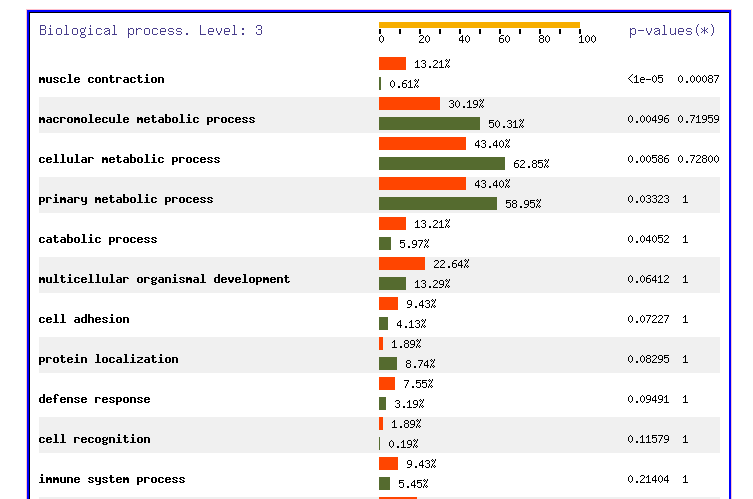 Biological process. Level: 3
0 20 40 60 80 100
p-values(*)
13.21%
muscle contraction 0.61% <1e-05 0.00087
30.19%
macromolecule metabolic process 50.31% 0.00496 0.71959
43.40%
cellular metabolic process 62.85% 0.00586 0.72800
43.40%
primary metabolic process 58.95% 0.03323 1
13.21%
catabolic process 5.97% 0.04052 1
22.64%
multicellular organismal development 13.29% 0.06412 1
9.43%
cell adhesion 4.13% 0.07227 1
1.89%
protein localization 8.74% 0.08295 1
7.55%
defense response 3.19% 0.09491 1
1.89%
cell recognition 0.19% 0.11579 1
9.43%
immune system process 5.45% 0.21404 1